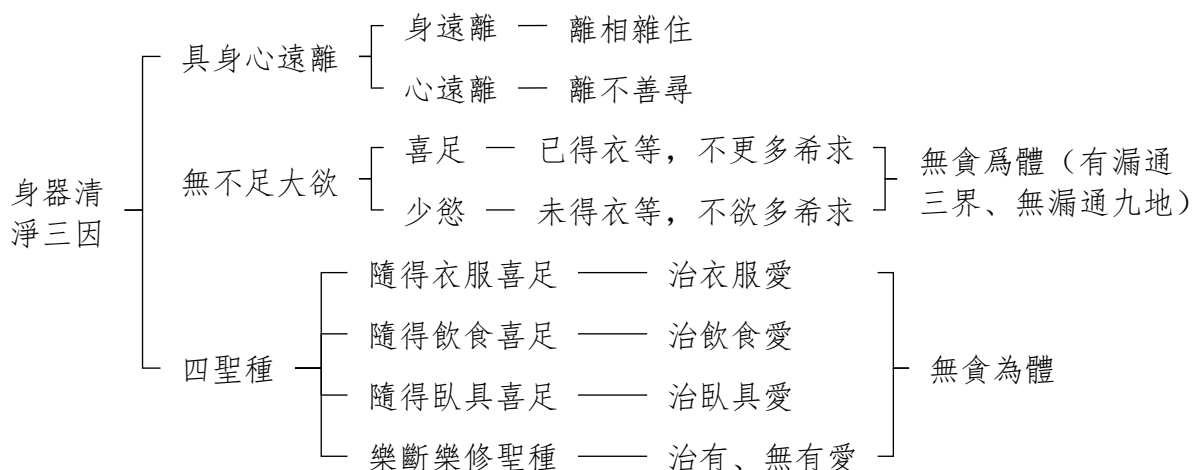 身器清
淨三因
具身心遠離
身遠離 — 離相雜住
心遠離 — 離不善尋
無不足大欲
喜足 — 已得衣等，不更多希求
少慾 — 未得衣等，不欲多希求
無貪爲體（有漏通
三界、無漏通九地）
四聖種
隨得衣服喜足 —— 治衣服愛
隨得飲食喜足 —— 治飲食愛
隨得臥具喜足 —— 治臥具愛
樂斷樂修聖種 —— 治有、無有愛
無貪為體